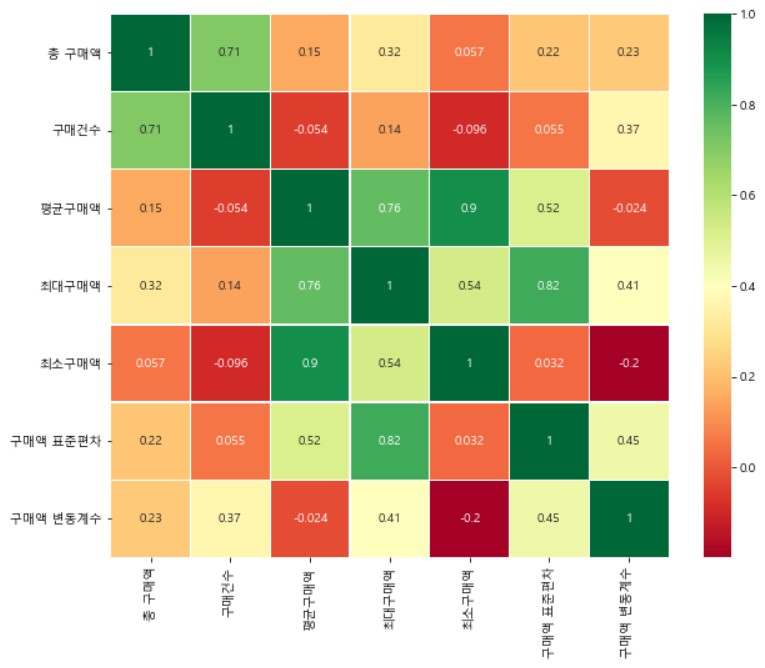 총 구매액 1 0.71 0.15 0.32 0.057 0.22 0.23
구매건수 0.71 1 -0.054 0.14 -0.096 0.055 0.37
평균구매액 0.15 -0.054 1 0.76 0.9 0.52 -0.024
최대구매액 0.32 0.14 0.76 1 0.54 0.82 0.41
최소구매액 0.057 -0.096 0.9 0.54 1 0.032 -0.2
구매액 표준편차 0.22 0.055 0.52 0.82 0.032 1 0.45
구매액 변동계수 0.23 0.37 -0.024 0.41 -0.2 0.45 1
총 구매액
구매건수
평균구매액
최대구매액
최소구매액
구매액 표준편차
구매액 변동계수
1.0
0.8
0.6
0.4
0.2
0.0